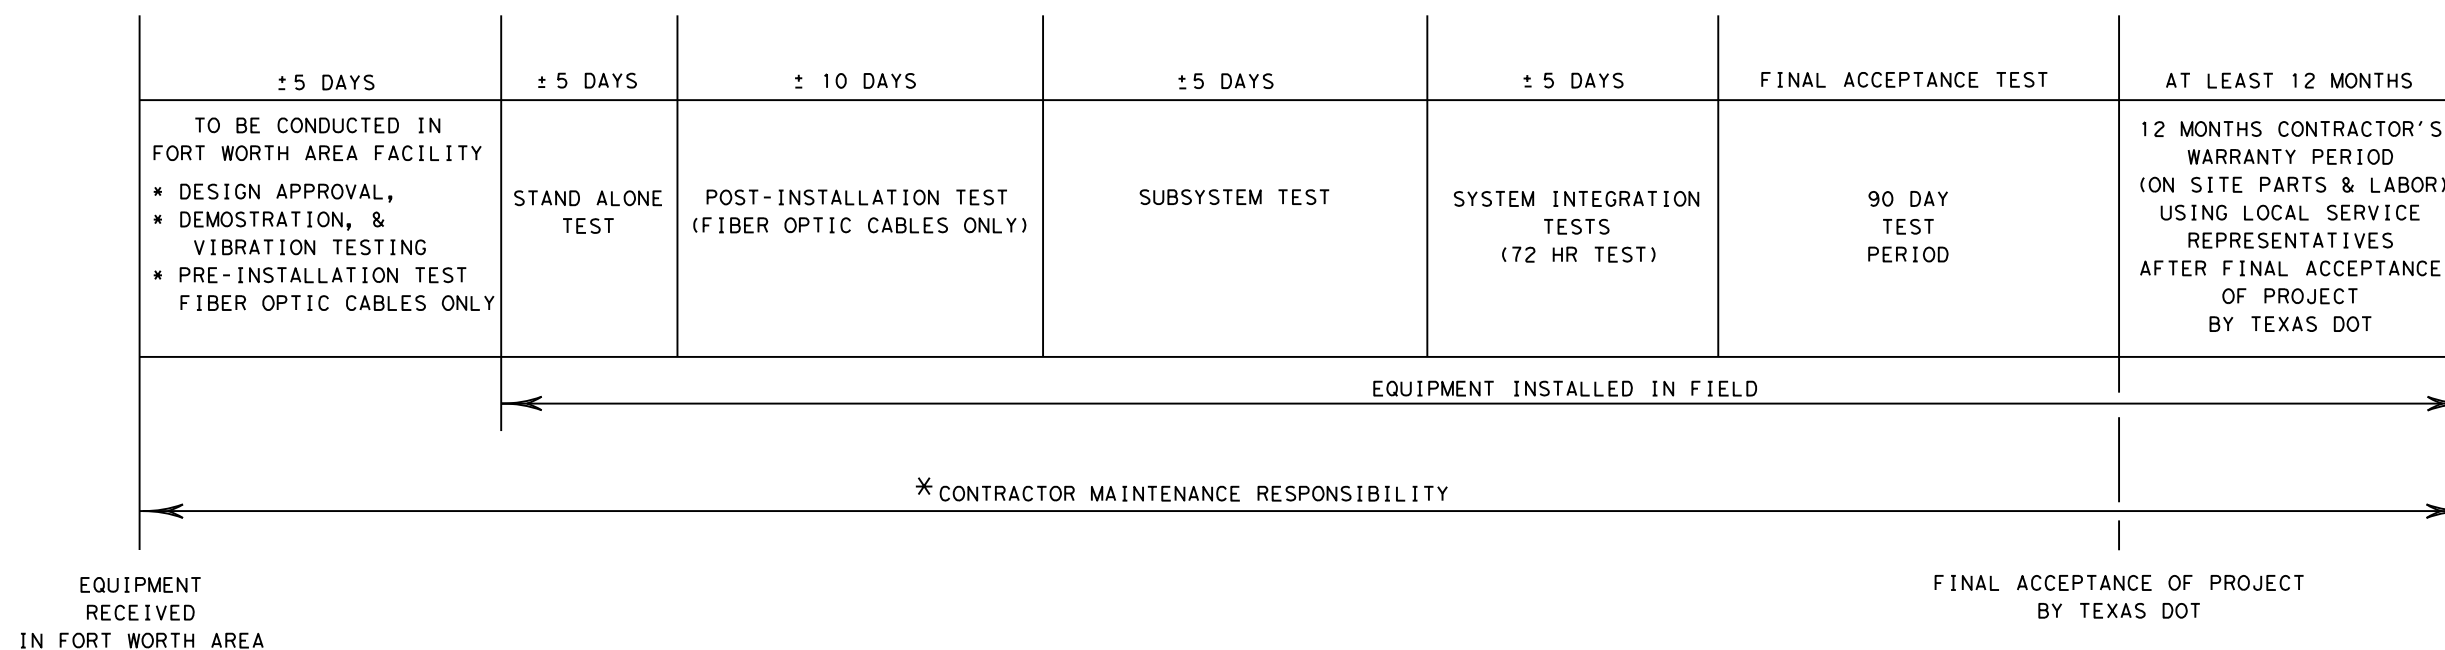 ±5 DAYS
± 5 DAYS
± 10 DAYS
±5 DAYS
± 5 DAYS
FINAL ACCEPTANCE TEST
AT LEAST 12 MONTHS
TO BE CONDUCTED IN
FORT WORTH AREA FACILITY
* DESIGN APPROVAL,
* DEMOSTRATION, &
VIBRATION TESTING
* PRE-INSTALLATION TEST
FIBER OPTIC CABLES ONLY
STAND ALONE
TEST
POST-INSTALLATION TEST
(FIBER OPTIC CABLES ONLY)
SUBSYSTEM TEST
SYSTEM INTEGRATION
TESTS
(72 HR TEST)
90 DAY
TEST
PERIOD
12 MONTHS CONTRACTOR'S
WARRANTY PERIOD
(ON SITE PARTS & LABOR)
USING LOCAL SERVICE
REPRESENTATIVES
AFTER FINAL ACCEPTANCE
OF PROJECT
BY TEXAS DOT
EQUIPMENT INSTALLED IN FIELD
* CONTRACTOR MAINTENANCE RESPONSIBILITY
EQUIPMENT
RECEIVED
IN FORT WORTH AREA
FINAL ACCEPTANCE OF PROJECT
BY TEXAS DOT